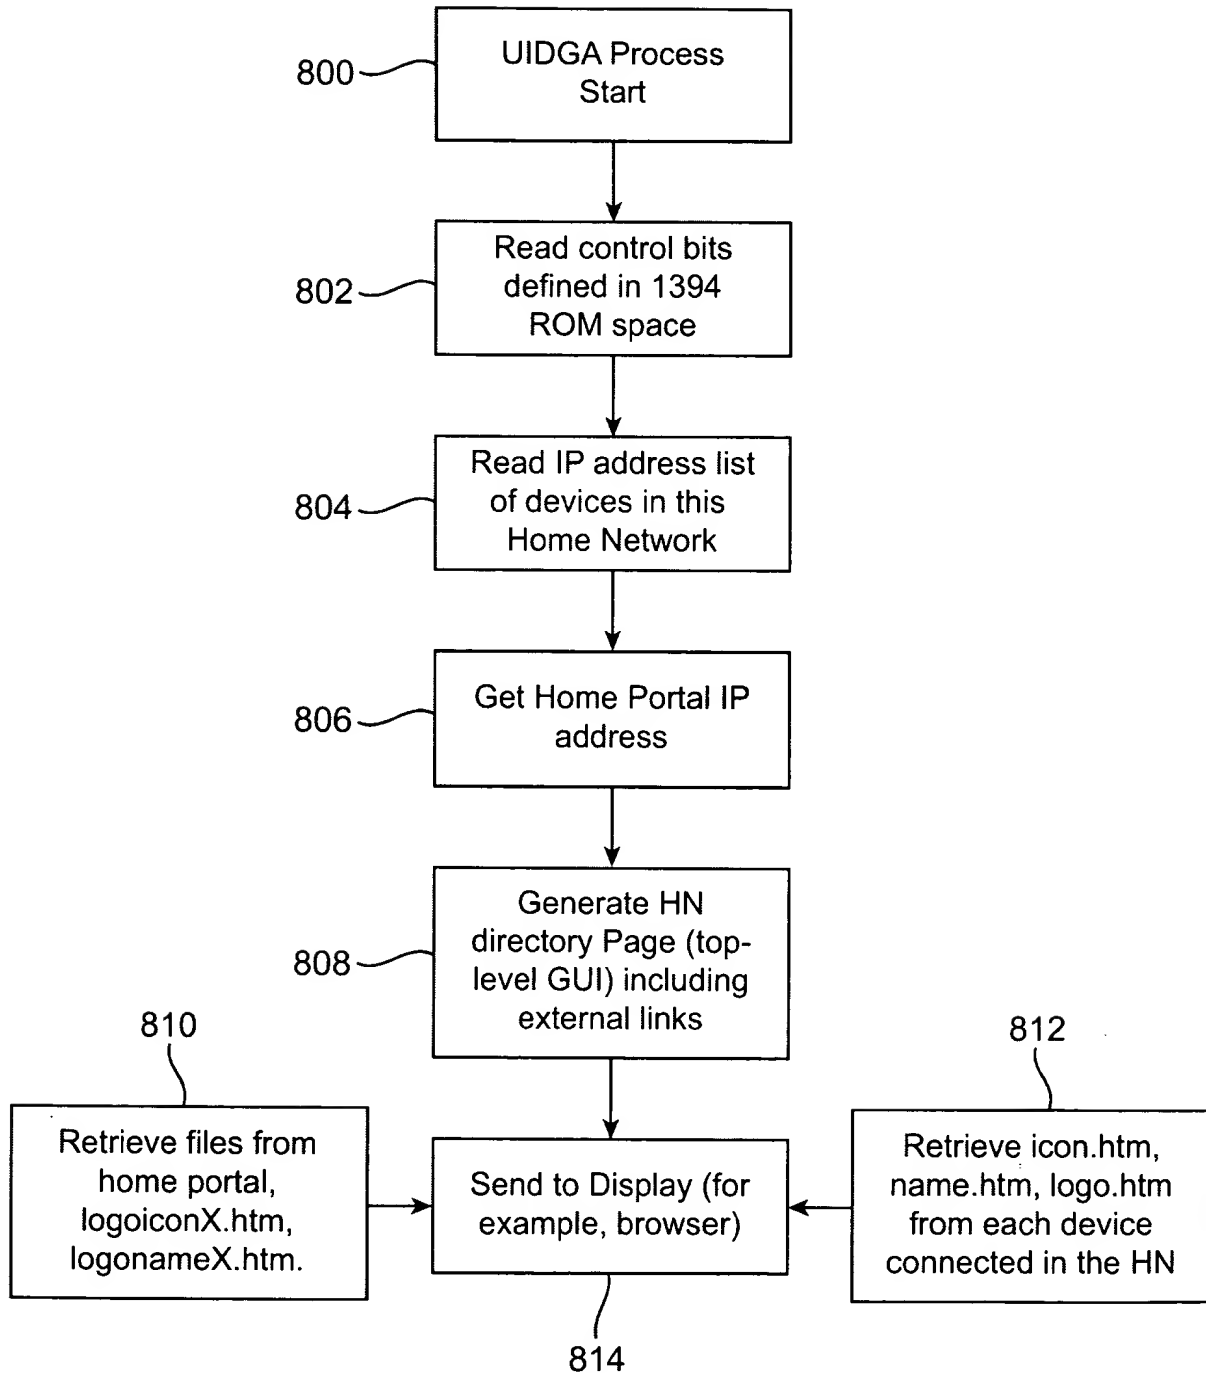 800
UIDGA Process
Start
802
Read control bits
defined in 1394
ROM space
804
Read IP address list
of devices in this
Home Network
806
Get Home Portal IP
address
808
Generate HN
directory Page (top-
level GUI) including
external links
810
Retrieve files from
home portal,
logoiconX.htm,
logonameX.htm.
Send to Display (for
example, browser)
814
812
Retrieve icon.htm,
name.htm, logo.htm
from each device
connected in the HN